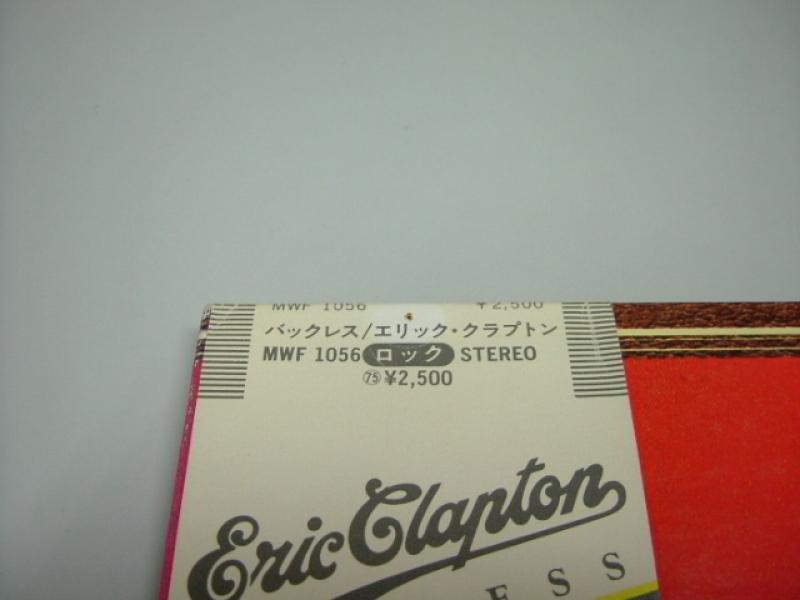 MWF 1056 ¥2,500
バックレス/エリック・クラプトン
MWF 1056 ロック STEREO
㊆ ¥2,500
Eric Clapton
ESS